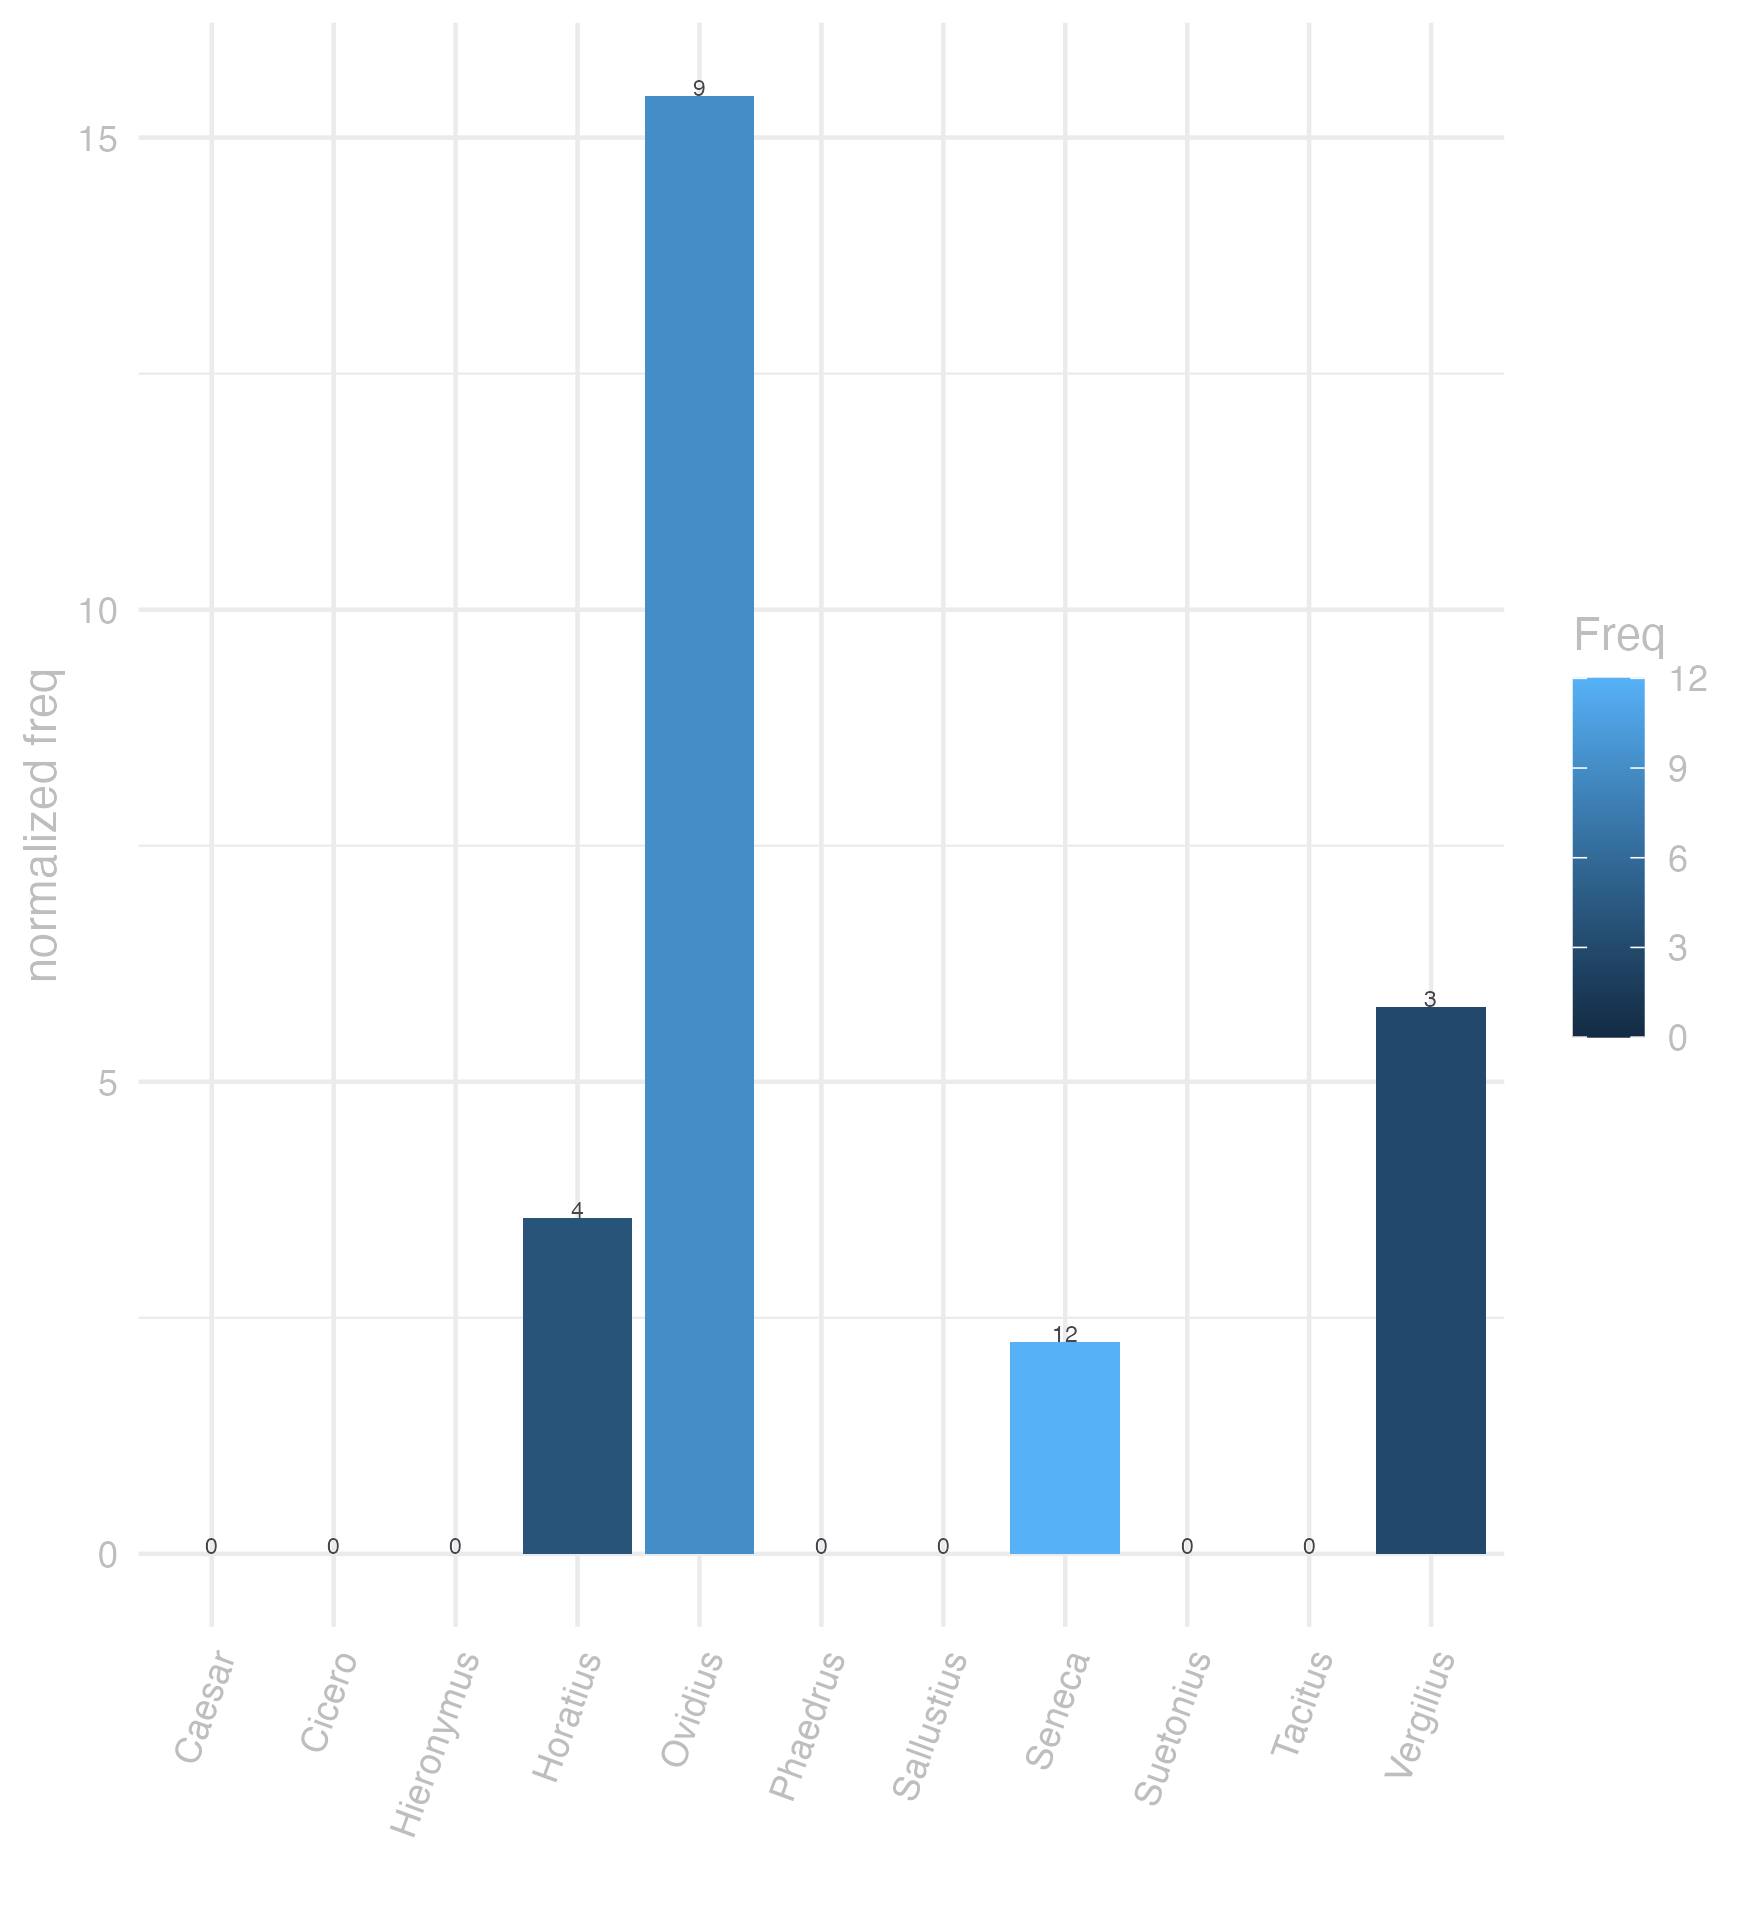 normalized freq
15
10
5
0
9
3
4
12
0
0
0
0
0
0
0
Caesar
Cicero
Hieronymus
Horatius
Ovidius
Phaedrus
Sallustius
Seneca
Suetonius
Tacitus
Vergilius
Freq
12
9
6
3
0